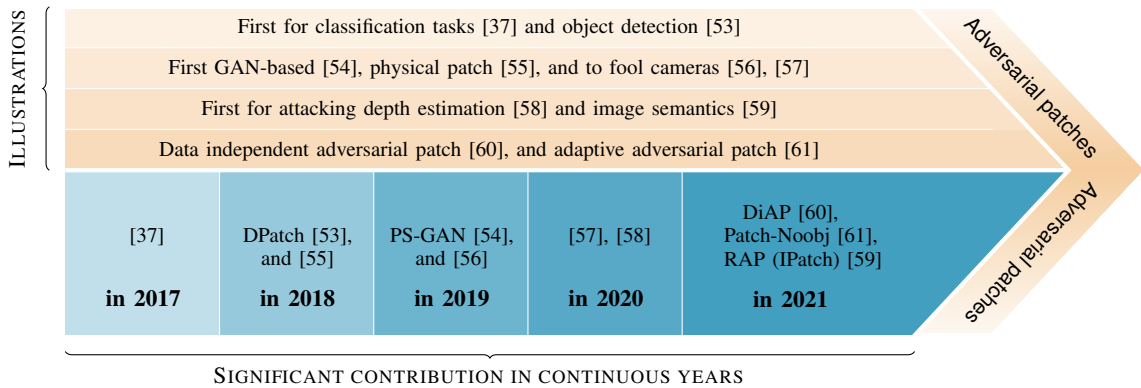 ILLUSTRATIONS
First for classification tasks [37] and object detection [53]
First GAN-based [54], physical patch [55], and to fool cameras [56], [57]
First for attacking depth estimation [58] and image semantics [59]
Data independent adversarial patch [60], and adaptive adversarial patch [61]
Adversarial patches
[37]
in 2017
DPatch [53],
and [55]
in 2018
PS-GAN [54],
and [56]
in 2019
[57], [58]
in 2020
DiAP [60],
Patch-Noobj [61],
RAP (IPatch) [59]
in 2021
Adversarial patches
SIGNIFICANT CONTRIBUTION IN CONTINUOUS YEARS